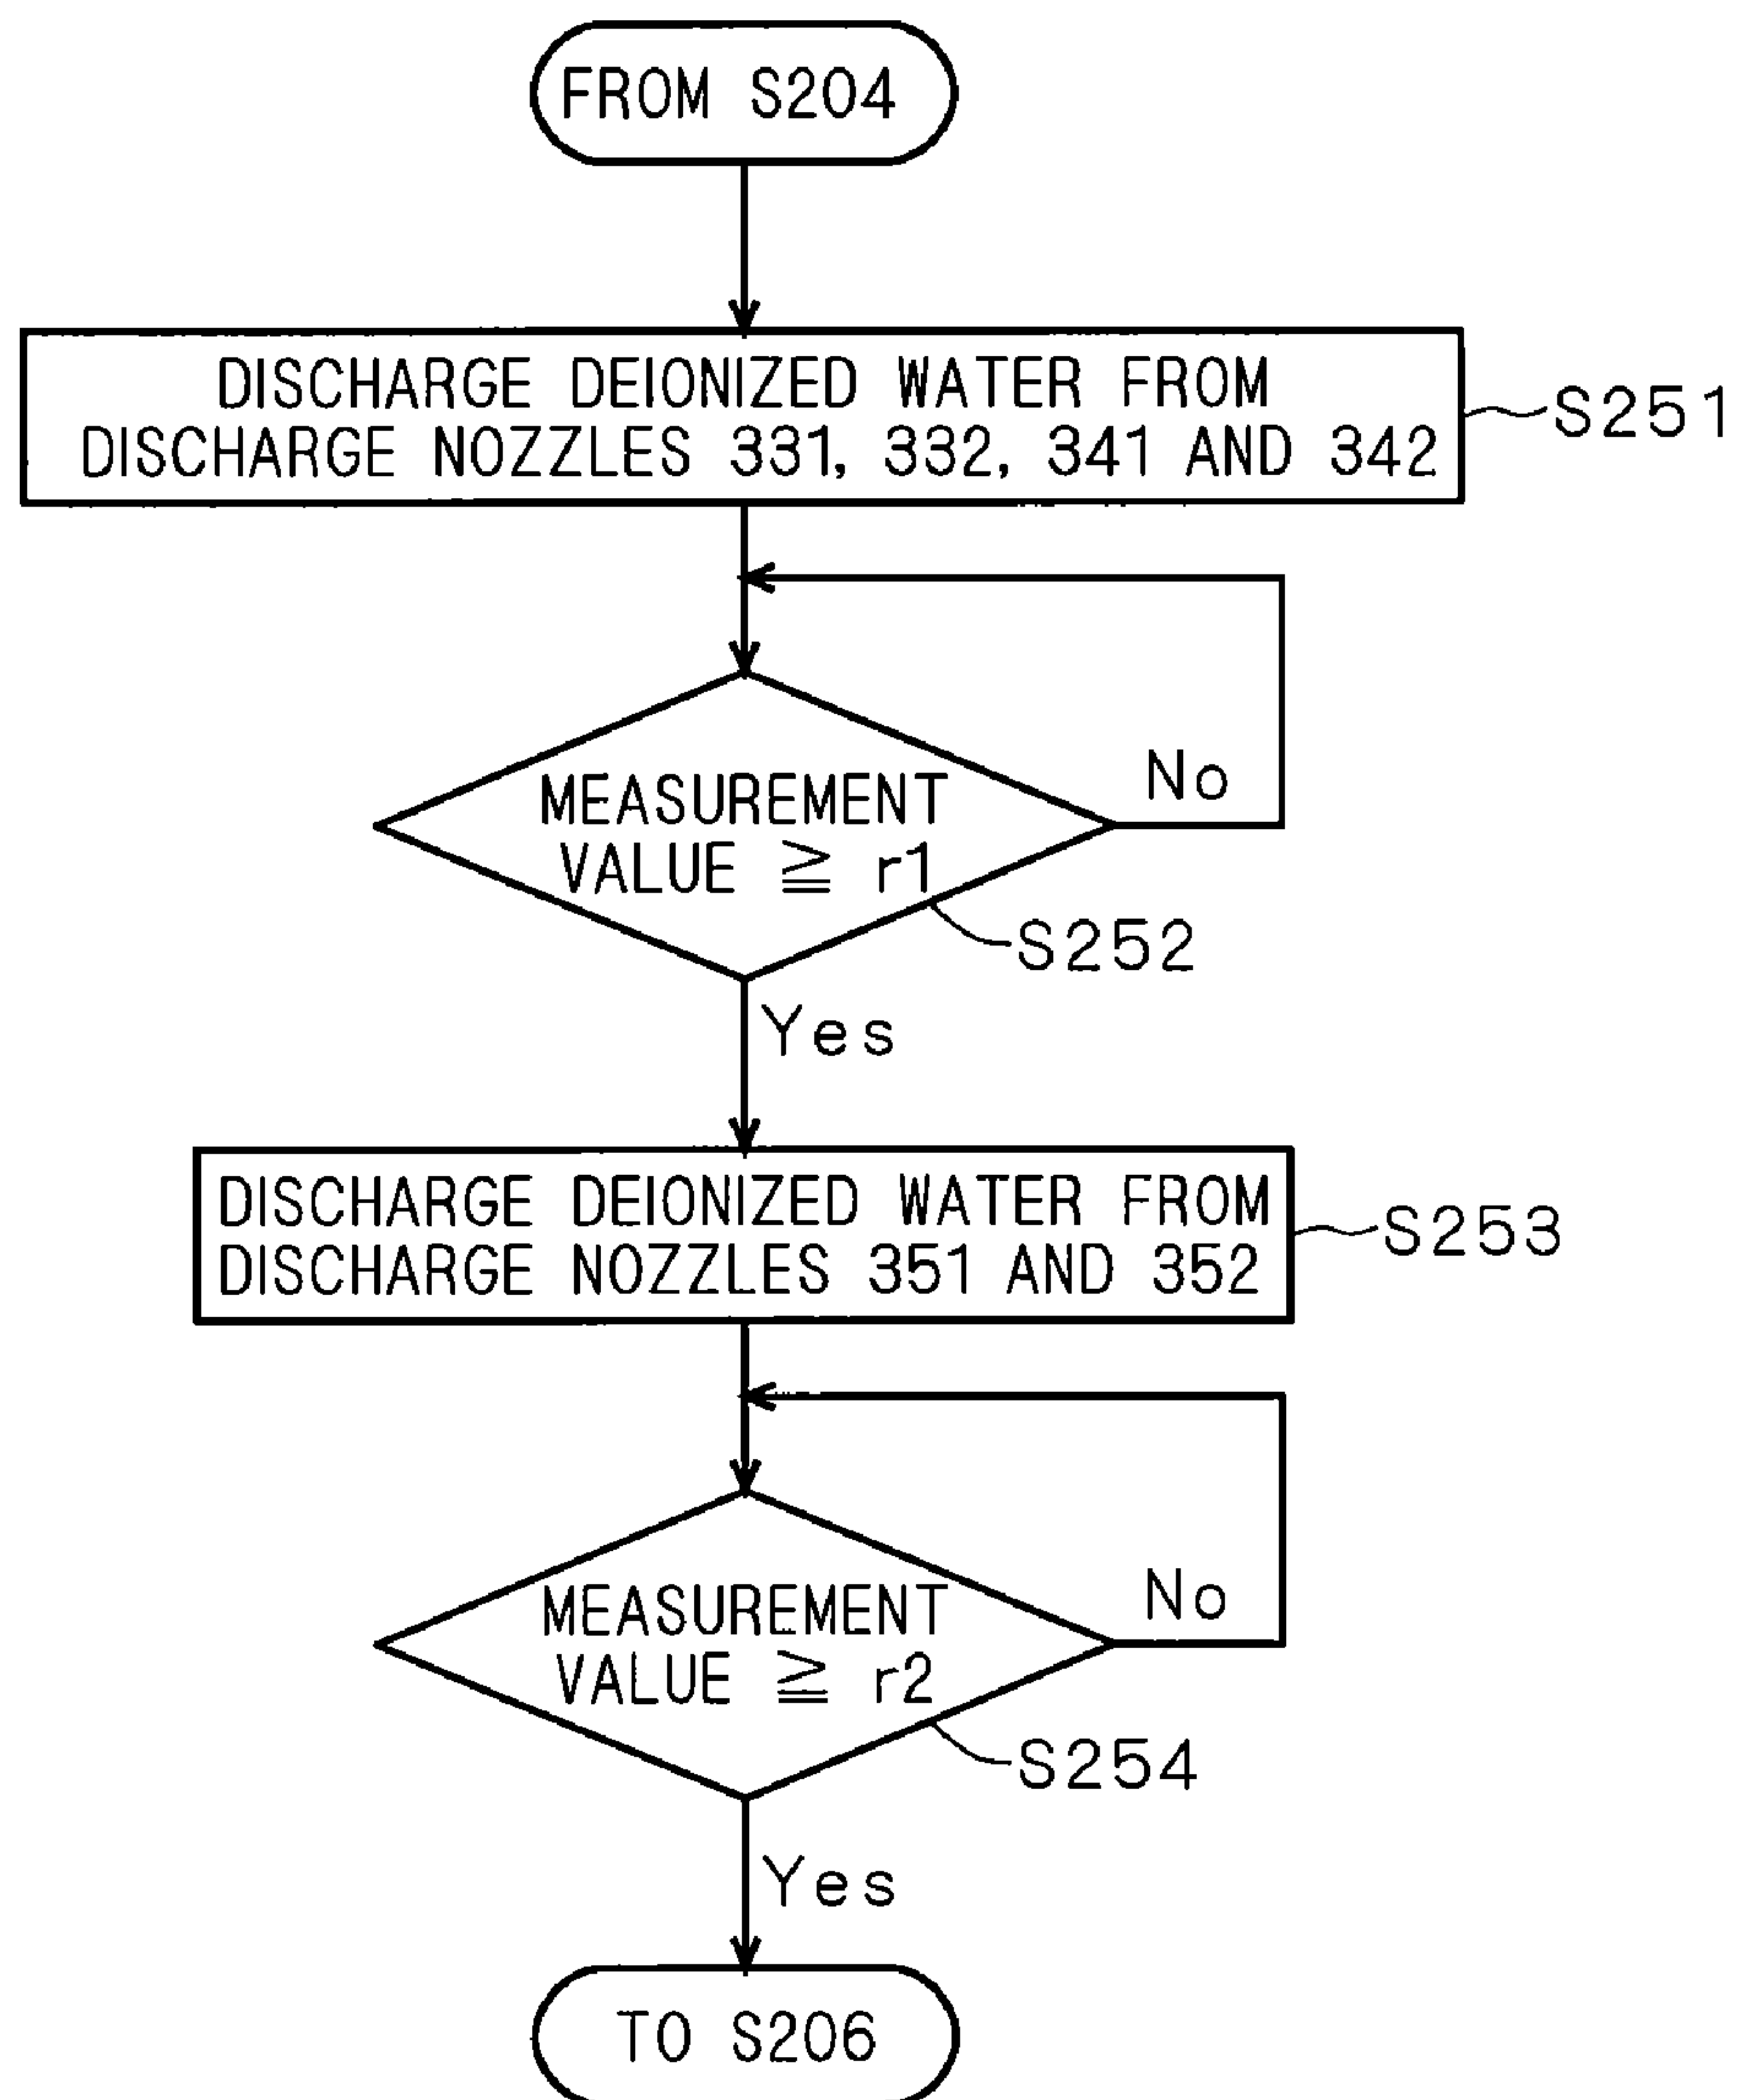 FROM S204
DISCHARGE DEIONIZED WATER FROM
DISCHARGE NOZZLES 331, 332, 341 AND 342
S251
No
MEASUREMENT
VALUE ≧ r1
S252
Yes
DISCHARGE DEIONIZED WATER FROM
DISCHARGE NOZZLES 351 AND 352
S253
No
MEASUREMENT
VALUE ≧ r2
S254
Yes
TO S206